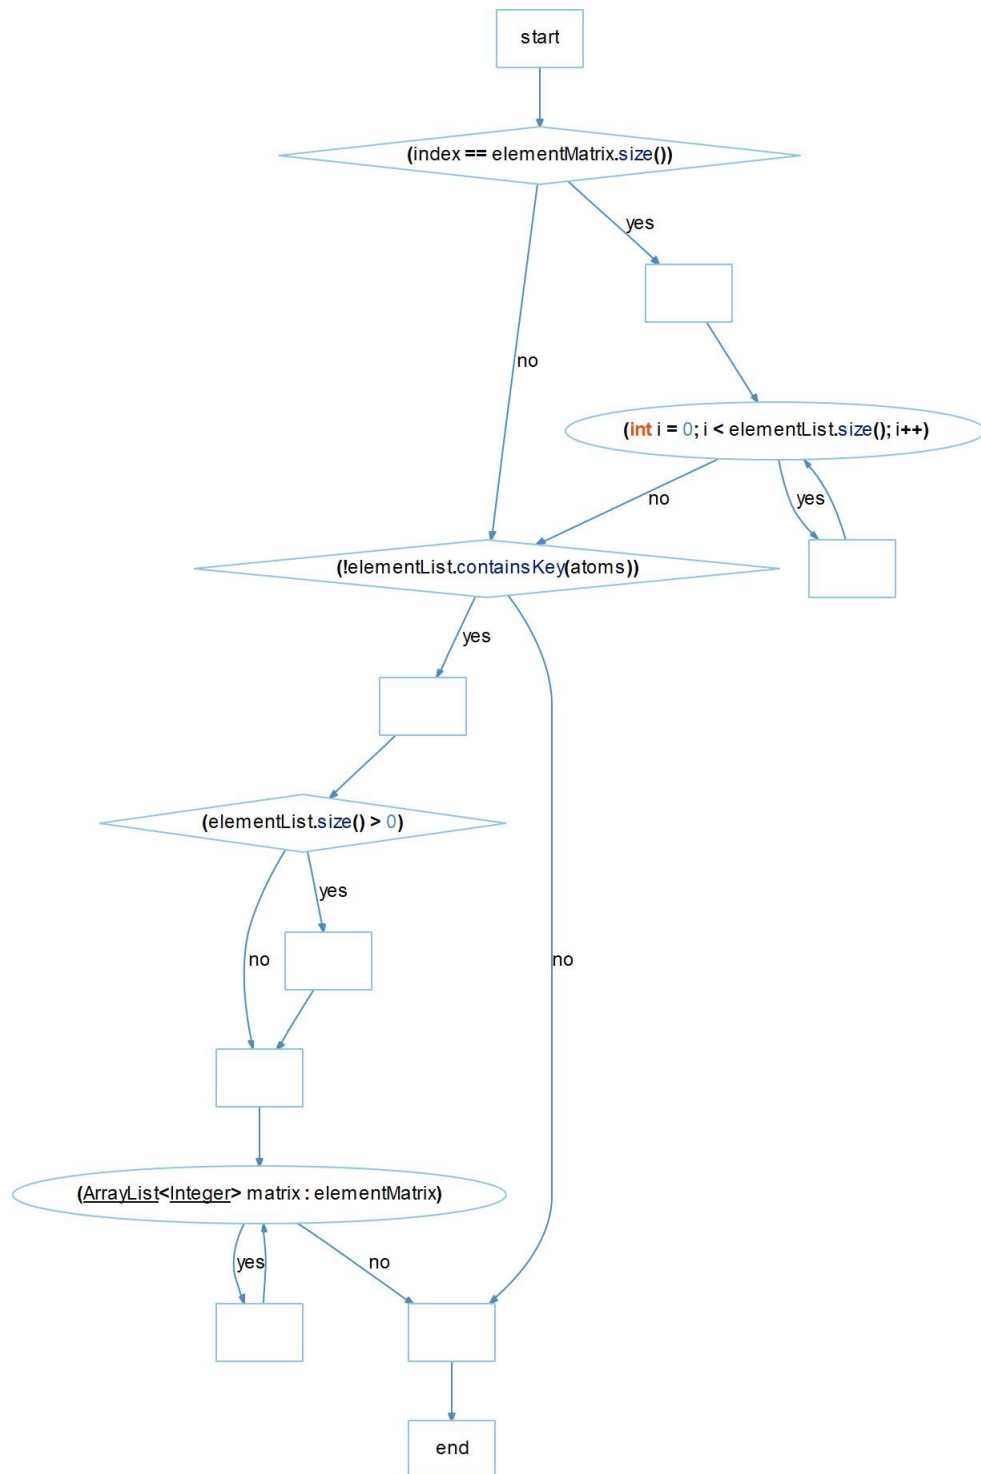 start
(index == elementMatrix.size())
yes
no
(int i = 0; i < elementList.size(); i++)
no
yes
(!elementList.containsKey(atoms))
yes
(elementList.size() > 0)
yes
no
no
(ArrayList<Integer> matrix : elementMatrix)
yes
no
end